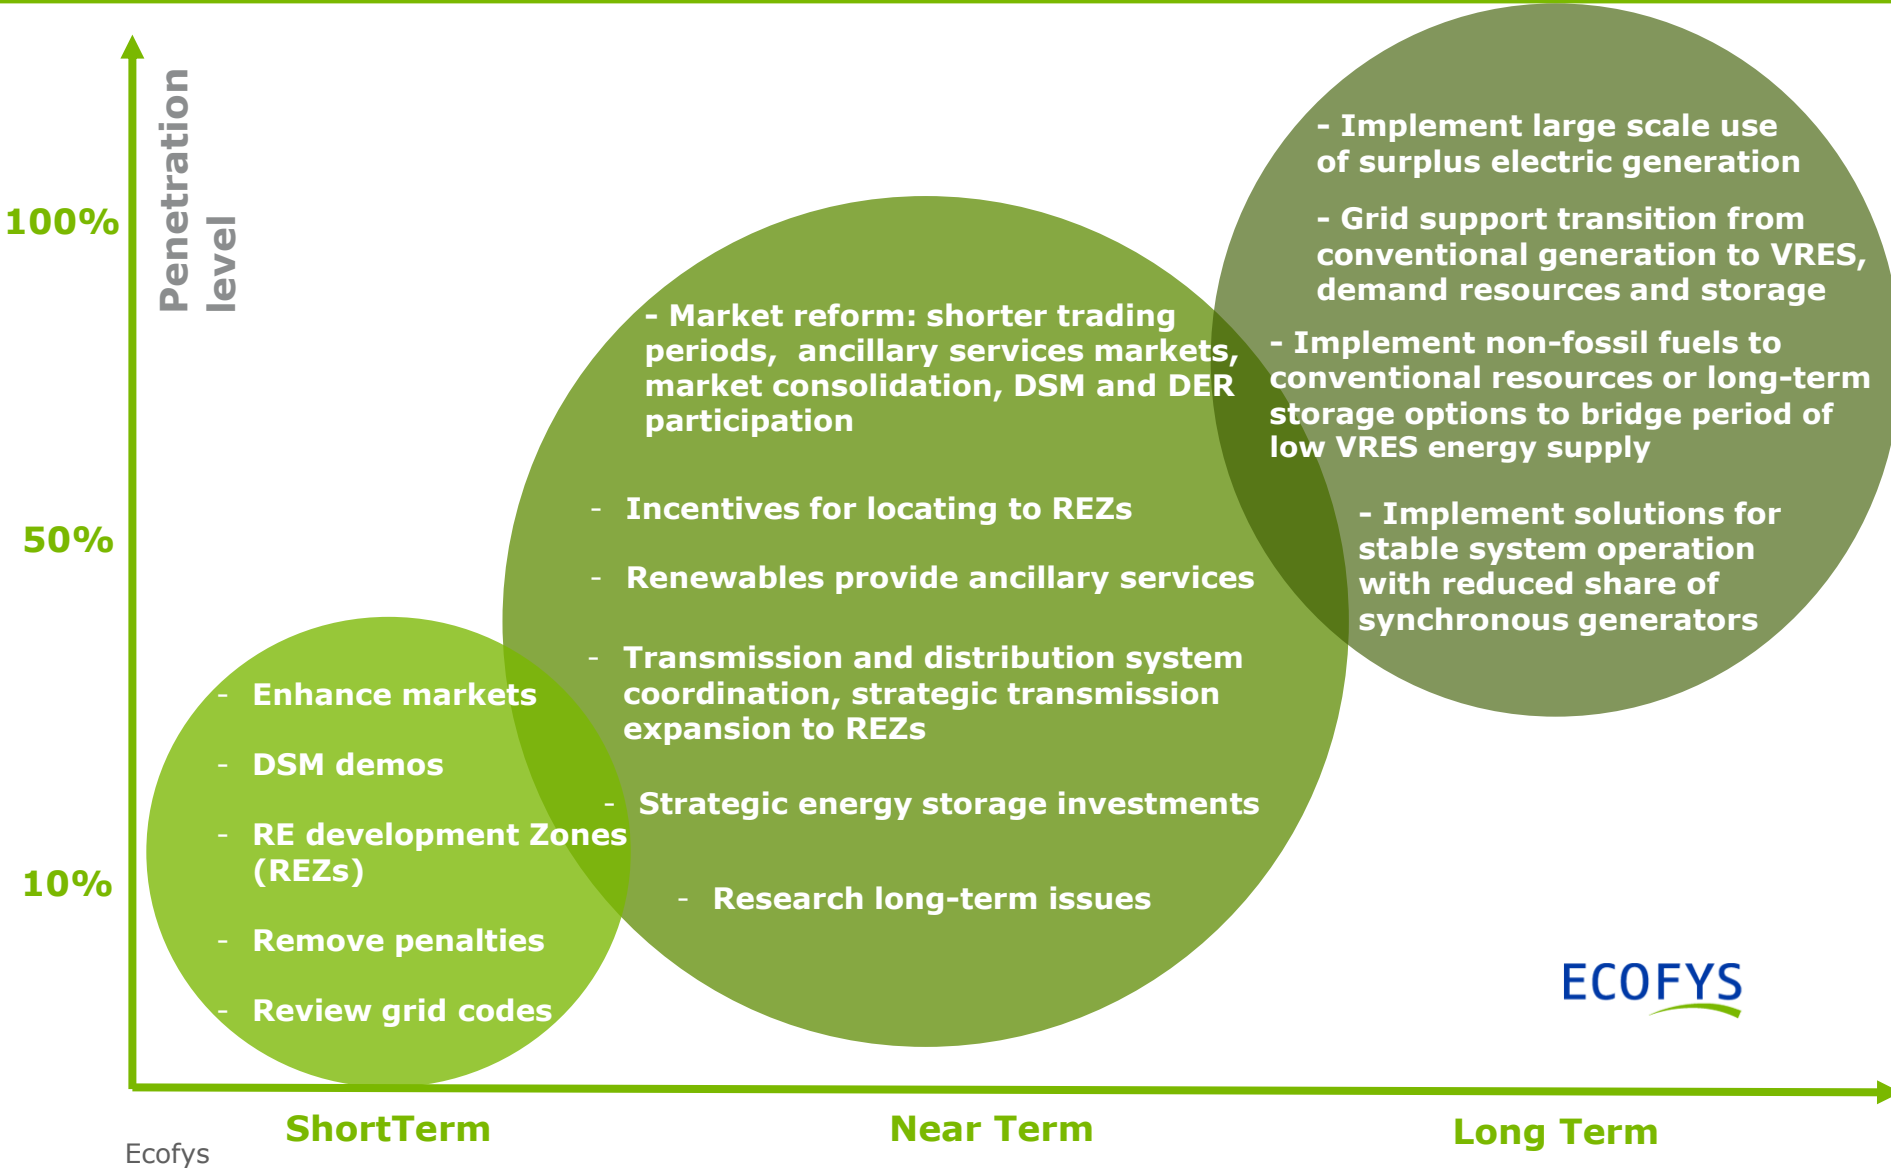 Penetration
level
100%
50%
10%
- Enhance markets
- DSM demos
- RE development Zones
(REZs)
- Remove penalties
- Review grid codes
- Market reform: shorter trading
periods, ancillary services markets,
market consolidation, DSM and DER
participation
- Incentives for locating to REZs
- Renewables provide ancillary services
- Transmission and distribution system
coordination, strategic transmission
expansion to REZs
- Strategic energy storage investments
- Research long-term issues
- Implement large scale use
of surplus electric generation
- Grid support transition from
conventional generation to VRES,
demand resources and storage
- Implement non-fossil fuels to
conventional resources or long-term
storage options to bridge period of
low VRES energy supply
- Implement solutions for
stable system operation
with reduced share of
synchronous generators
ECOFYS
ShortTerm
Near Term
Long Term
Ecofys